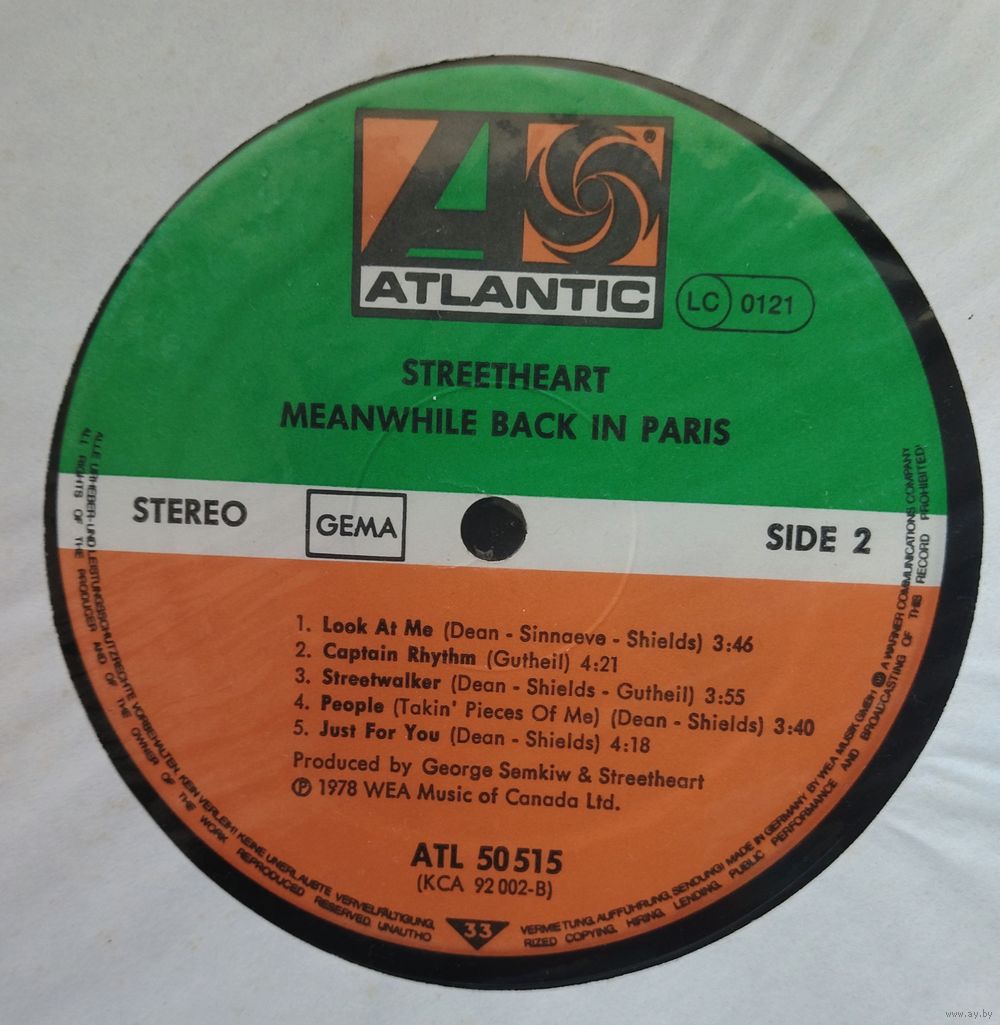 ®
ATLANTIC
LC 0121
STREETHEART
MEANWHILE BACK IN PARIS
STEREO GEMA SIDE 2
1. Look At Me (Dean - Sinnaeve - Shields) 3:46
2. Captain Rhythm (Gutheil) 4:21
3. Streetwalker (Dean - Shields - Gutheil) 3:55
4. People (Takin' Pieces Of Me) (Dean - Shields) 3:40
5. Just For You (Dean - Shields) 4:18
Produced by George Semkiw & Streetheart
℗ 1978 WEA Music of Canada Ltd.
ATL 50 515
(KCA 92 002-B)
33
ALLE URHEBER- UND LEISTUNGSSCHUTZRECHTE VORBEHALTEN. KEIN VERLEIH! KEINE UNERLAUBTE VERVIELFÄLTIGUNG, VERMIETUNG, AUFFÜHRUNG, SENDUNG! MADE IN GERMANY BY WEA MUSIK GMBH A WARNER COMMUNICATIONS COMPANY
ALL RIGHTS OF THE PRODUCER AND OF THE OWNER OF THE WORK REPRODUCED RESERVED. UNAUTHORIZED COPYING, HIRING, LENDING, PUBLIC PERFORMANCE AND BROADCASTING OF THIS RECORD PROHIBITED!
www.ay.by